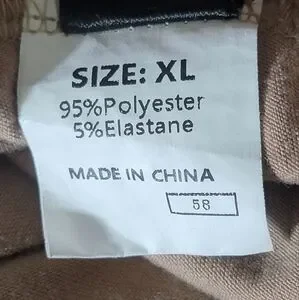 SIZE: XL
95%Polyester
5%Elastane
MADE IN CHINA
58